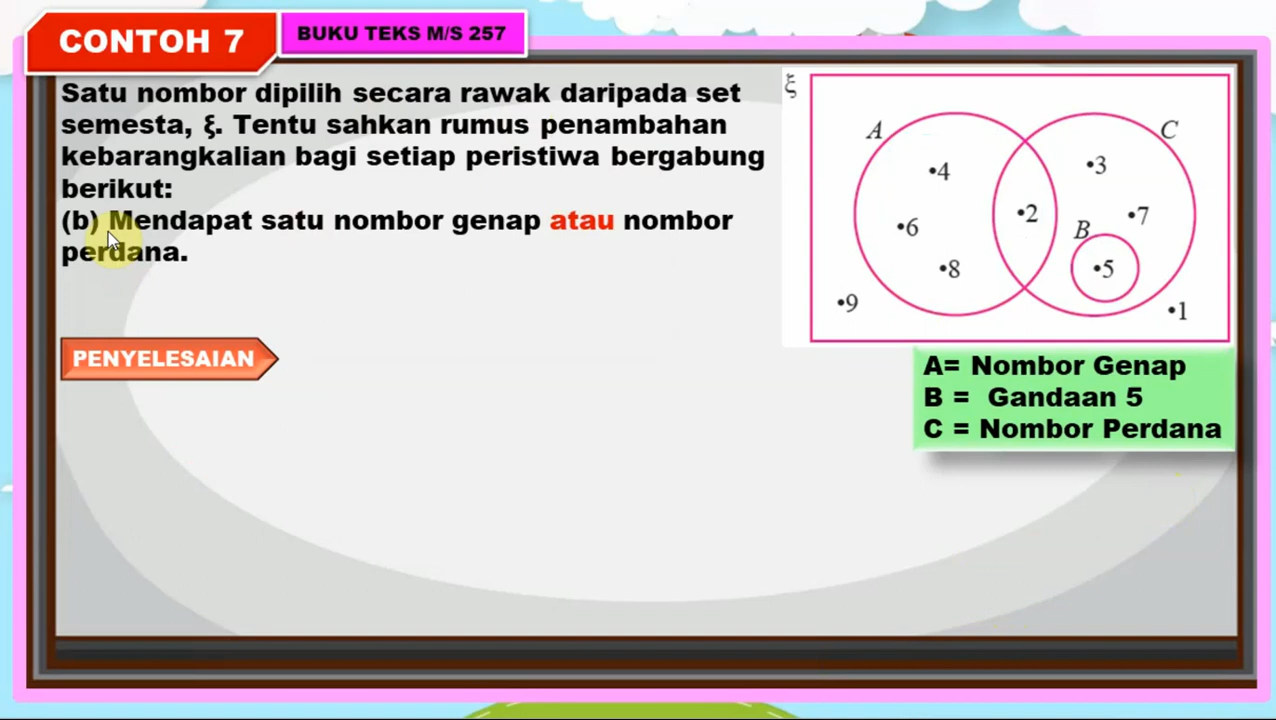 CONTOH 7
BUKU TEKS M/S 257
Satu nombor dipilih secara rawak daripada set
semesta, ξ. Tentu sahkan rumus penambahan
kebarangkalian bagi setiap peristiwa bergabung
berikut:
(b) Mendapat satu nombor genap atau nombor
perdana.
PENYELESAIAN
ξ
A
C
•4
•3
•6
•2
•7
B
•8
•5
•9
•1
A= Nombor Genap
B = Gandaan 5
C = Nombor Perdana